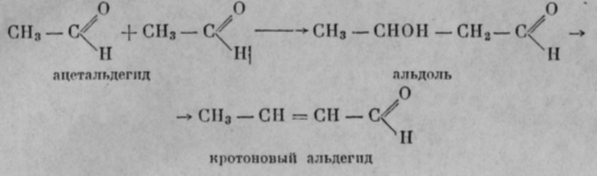 CH₃ — C O H + CH₃ — C O H → CH₃ — CHOH — CH₂ — C O H →
ацетальдегид альдоль
→ CH₃ — CH = CH — C O H
кротоновый альдегид